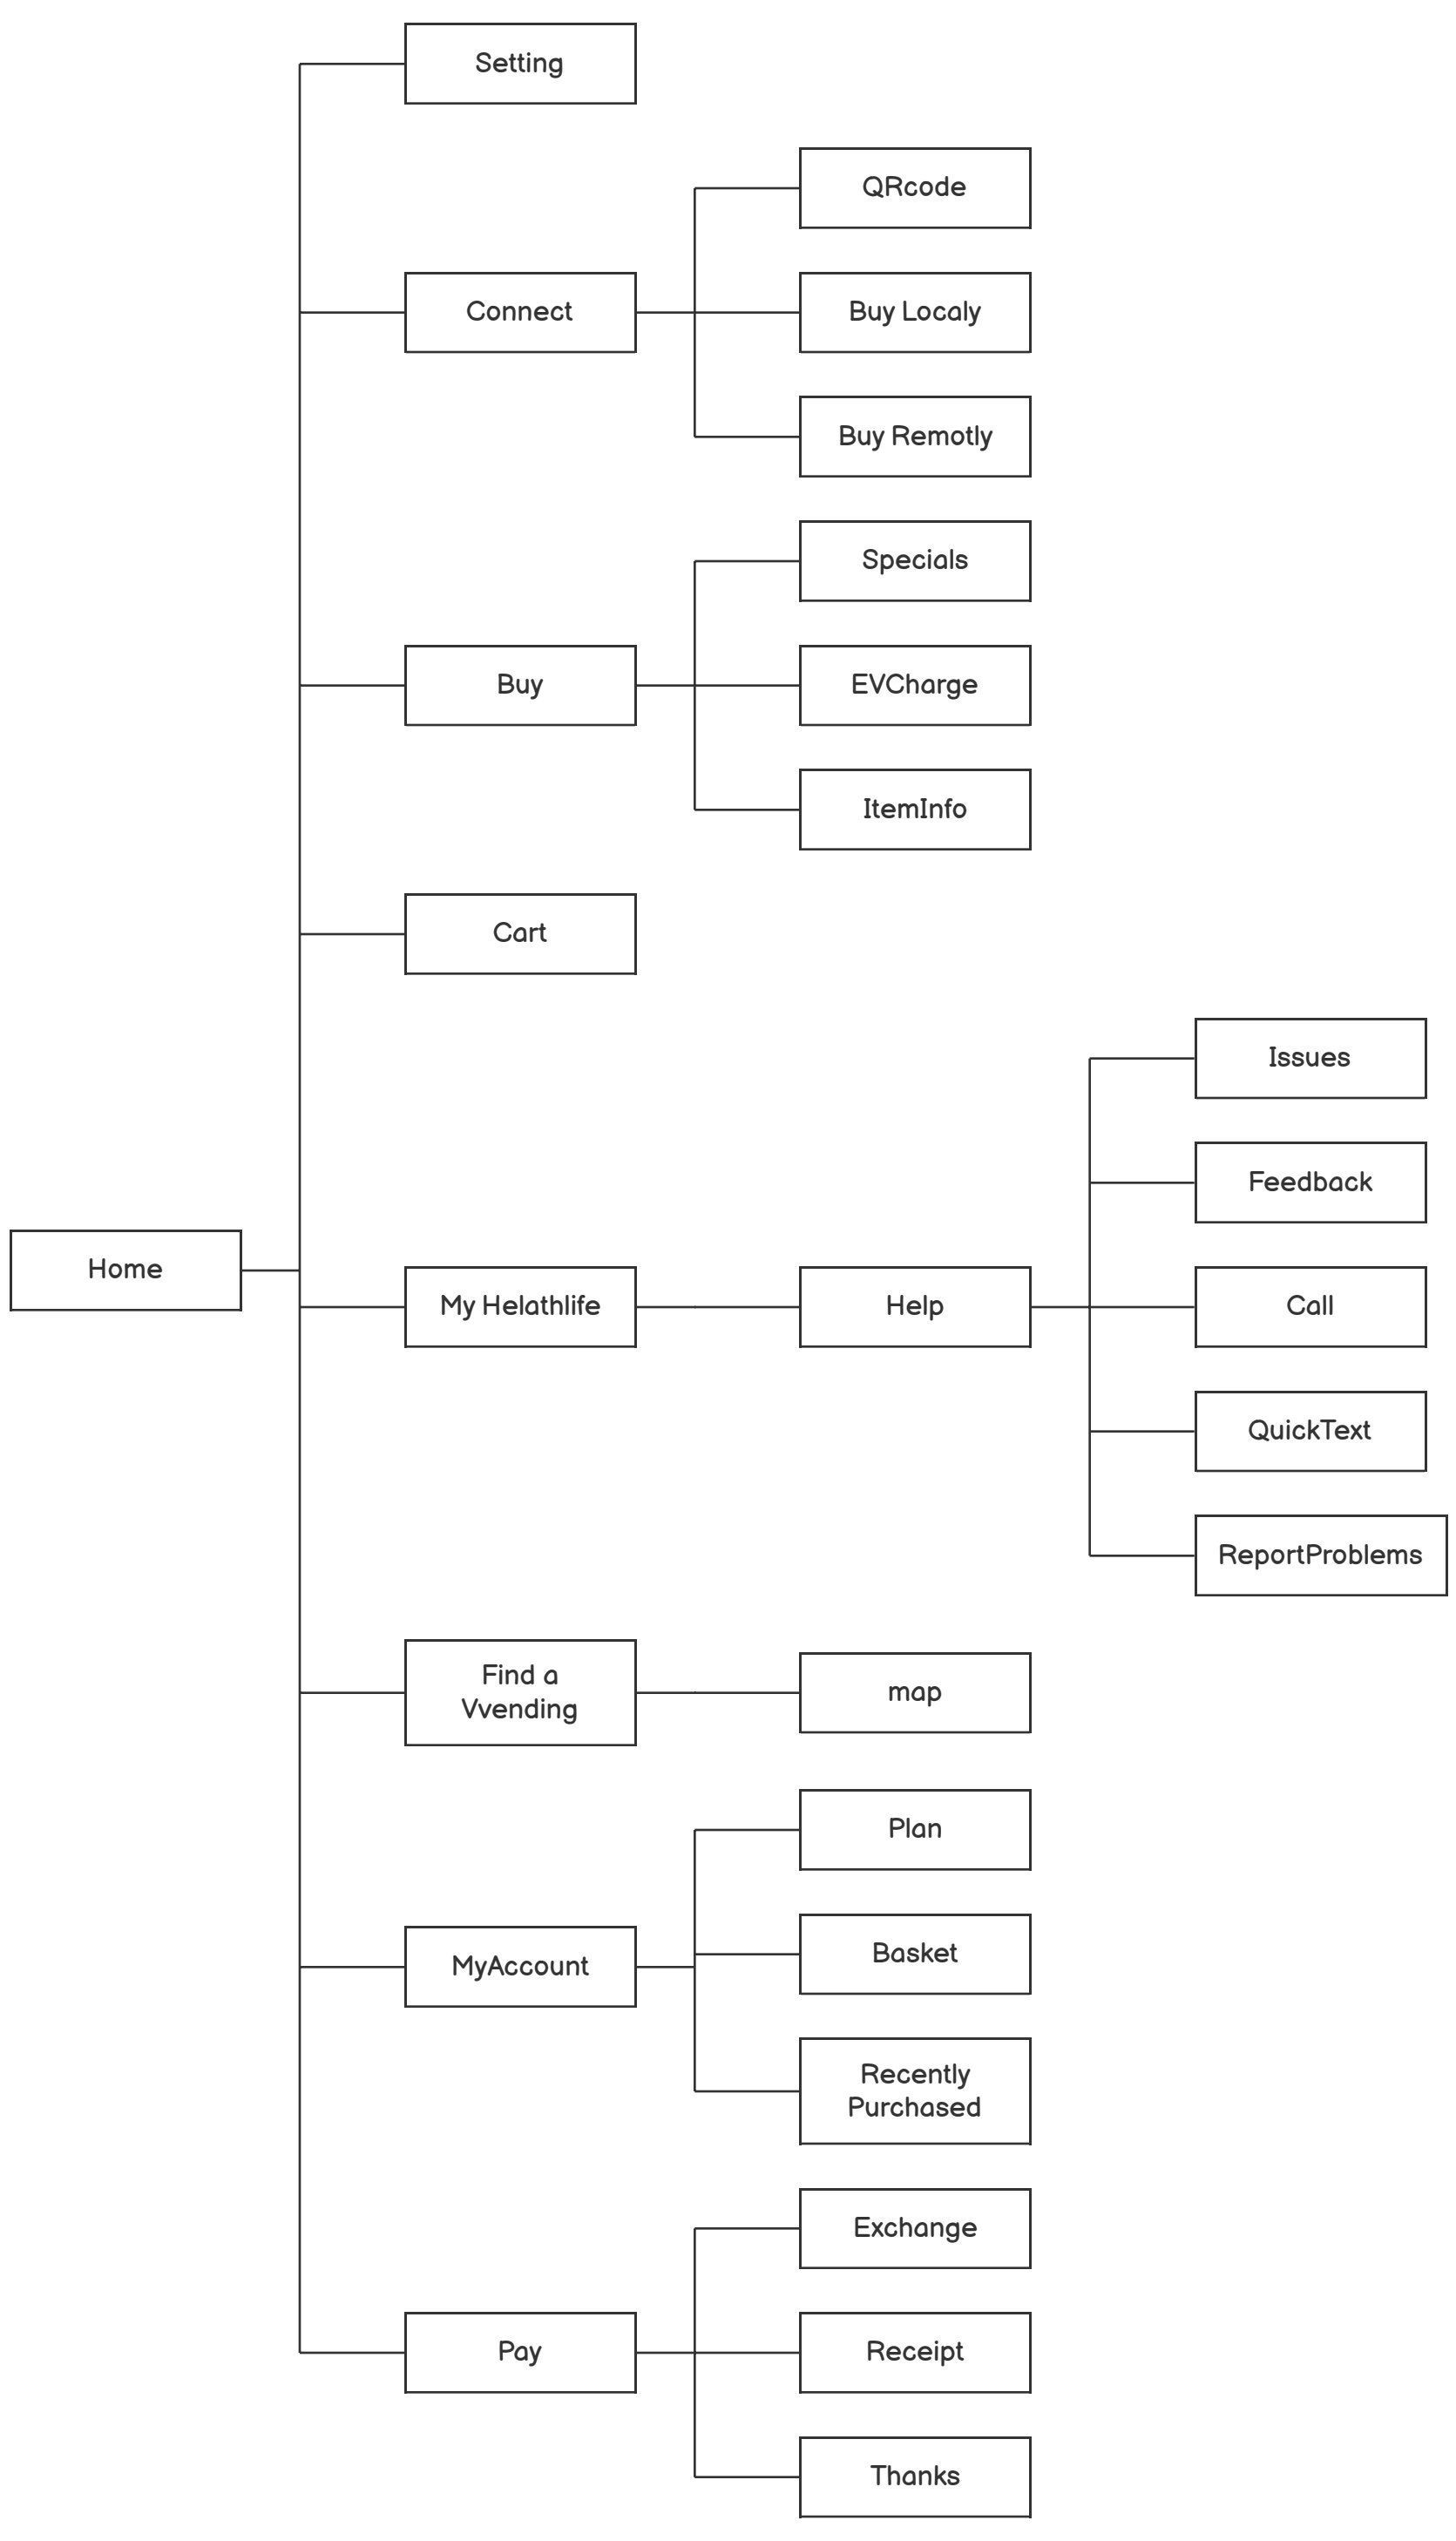 Setting
QRcode
Connect
Buy Localy
Buy Remotly
Specials
Buy
EVCharge
ItemInfo
Cart
Issues
Feedback
Home
My Helathlife
Help
Call
QuickText
ReportProblems
Find a
Vvending
map
Plan
Basket
MyAccount
Recently
Purchased
Exchange
Pay
Receipt
Thanks